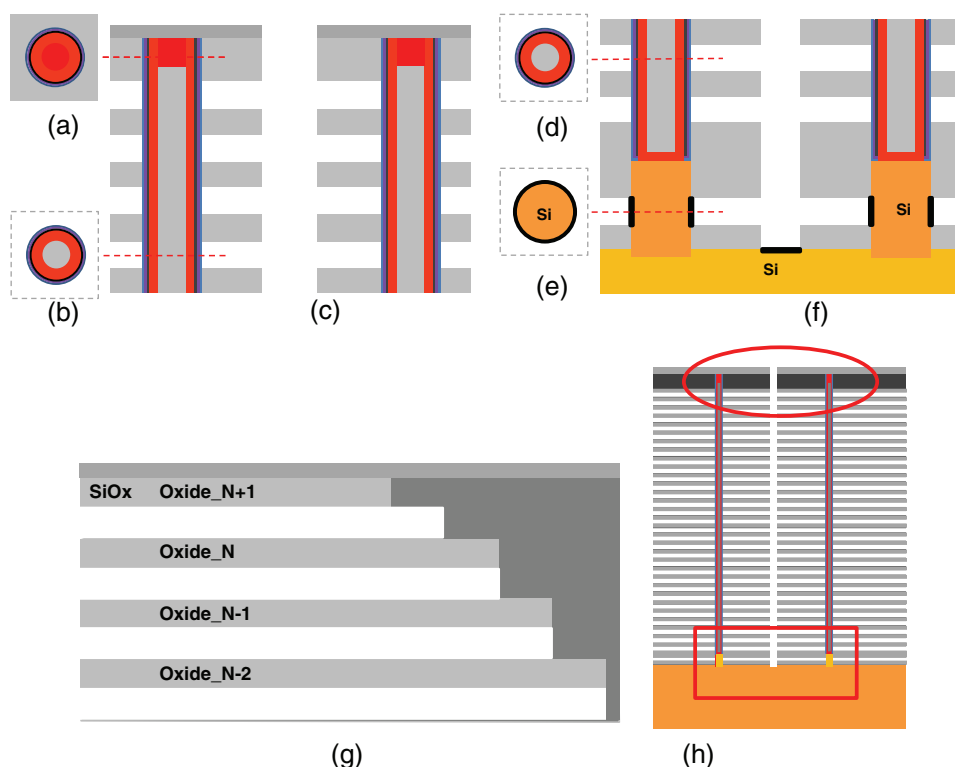 (a)
(b)
(c)
(d)
Si
(e)
Si
Si
(f)
SiOx Oxide_N+1
Oxide_N
Oxide_N-1
Oxide_N-2
(g)
(h)